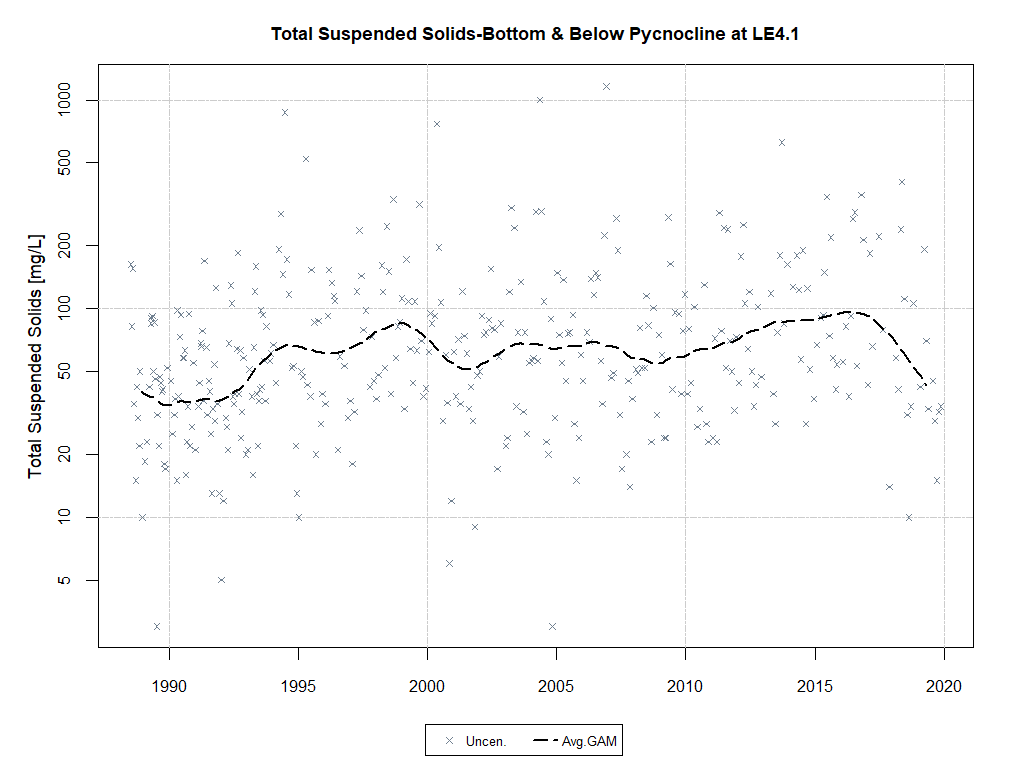 Total Suspended Solids-Bottom & Below Pycnocline at LE4.1
Total Suspended Solids [mg/L]
1000
500
200
100
50
20
10
5
1990 1995 2000 2005 2010 2015 2020
Uncen. Avg.GAM